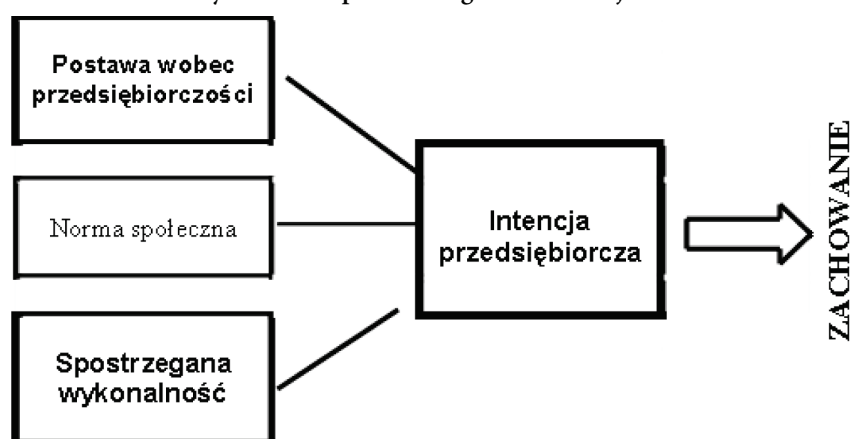 Postawa wobec
przedsiębiorczości
Norma społeczna
Spostrzegana
wykonalność
Intencja
przedsiębiorcza
ZACHOWANIE